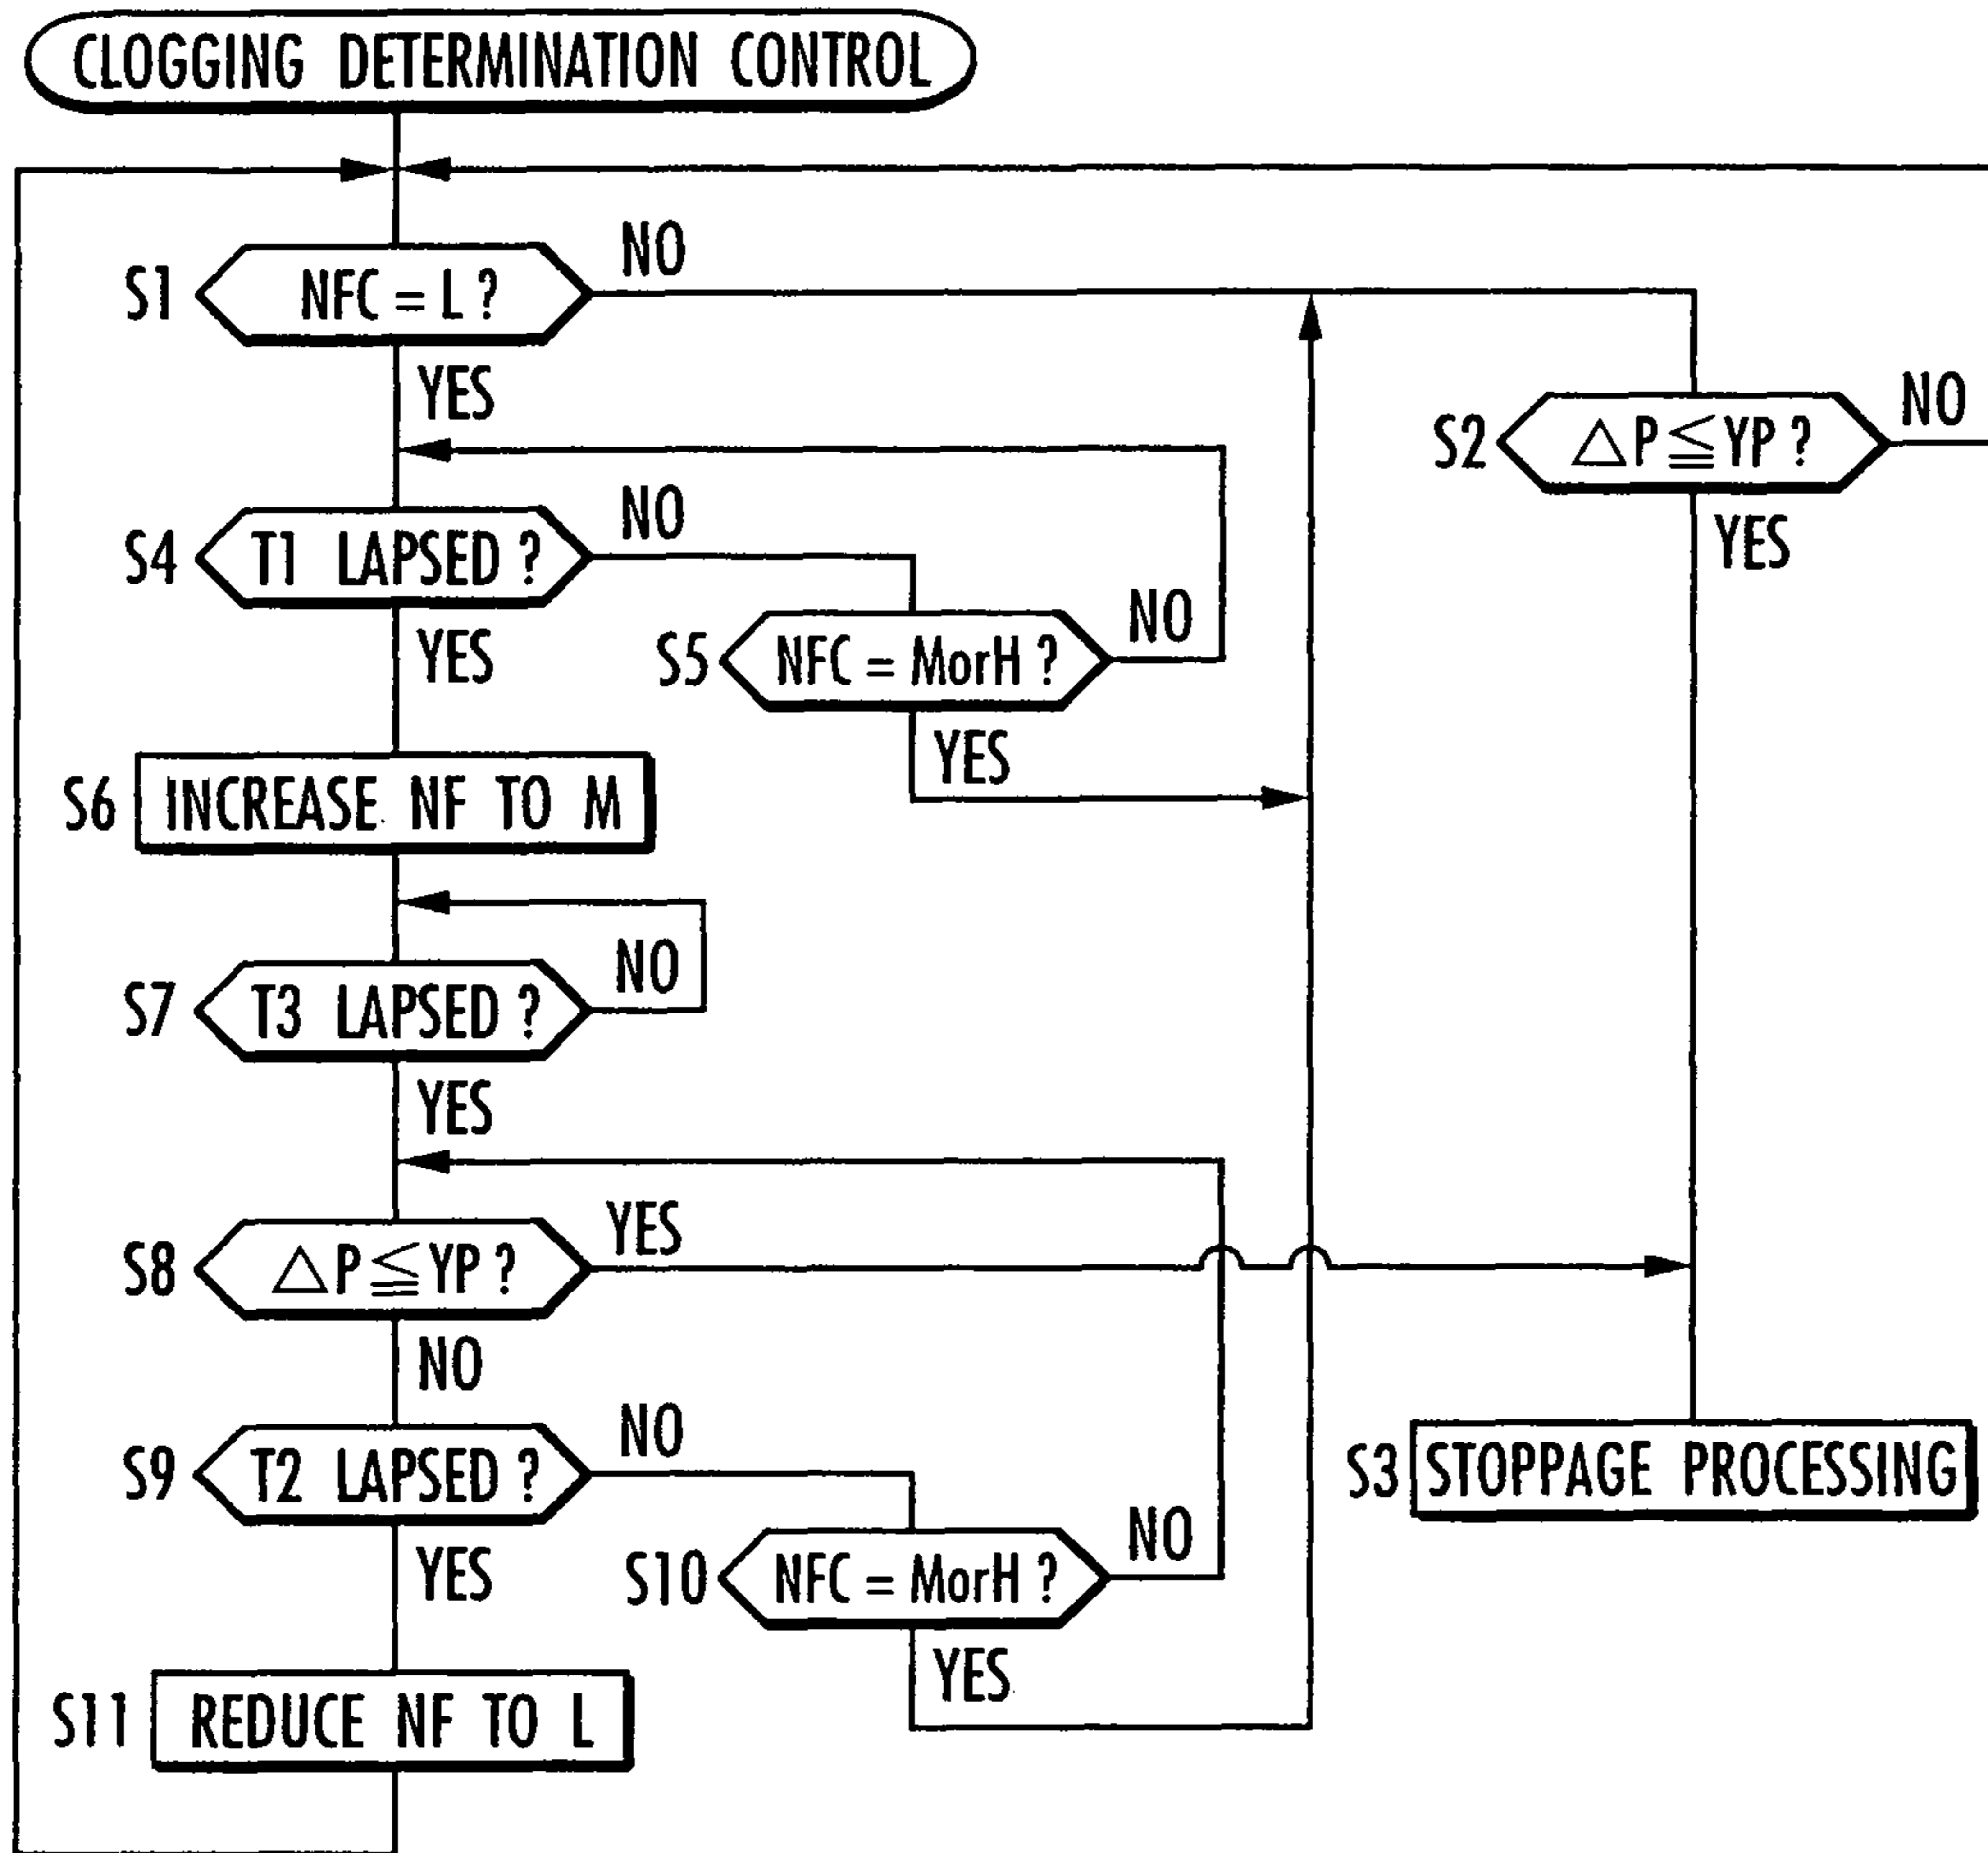 CLOGGING DETERMINATION CONTROL
S1 NFC = L ? NO
YES
S2 △P ≦ YP ? NO
YES
S4 T1 LAPSED ? NO
YES
S5 NFC = MorH ? NO
YES
S6 INCREASE NF TO M
S7 T3 LAPSED ? NO
YES
S8 △P ≦ YP ? YES
NO
S9 T2 LAPSED ? NO
YES
S3 STOPPAGE PROCESSING
S10 NFC = MorH ? NO
YES
S11 REDUCE NF TO L